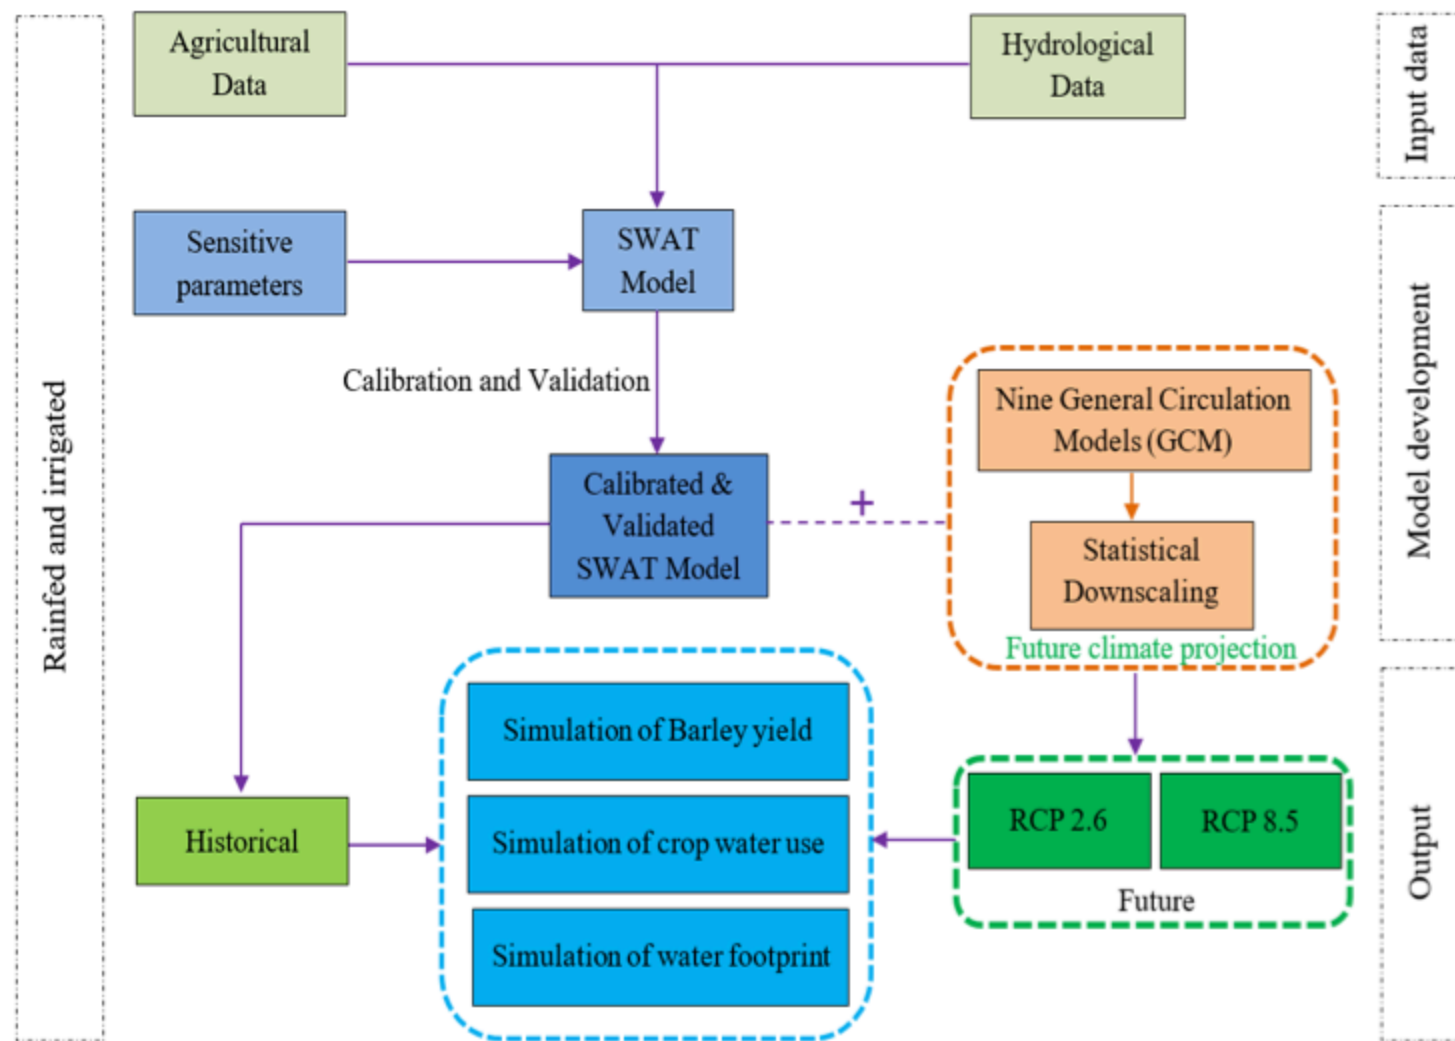 Agricultural
Data
Hydrological
Data
Input data
Sensitive
parameters
SWAT
Model
Calibration and Validation
Nine General Circulation
Models (GCM)
Model development
Rainfed and irrigated
Calibrated &
Validated
SWAT Model
+
Statistical
Downscaling
Future climate projection
Simulation of Barley yield
Historical
Simulation of crop water use
RCP 2.6
RCP 8.5
Output
Future
Simulation of water footprint